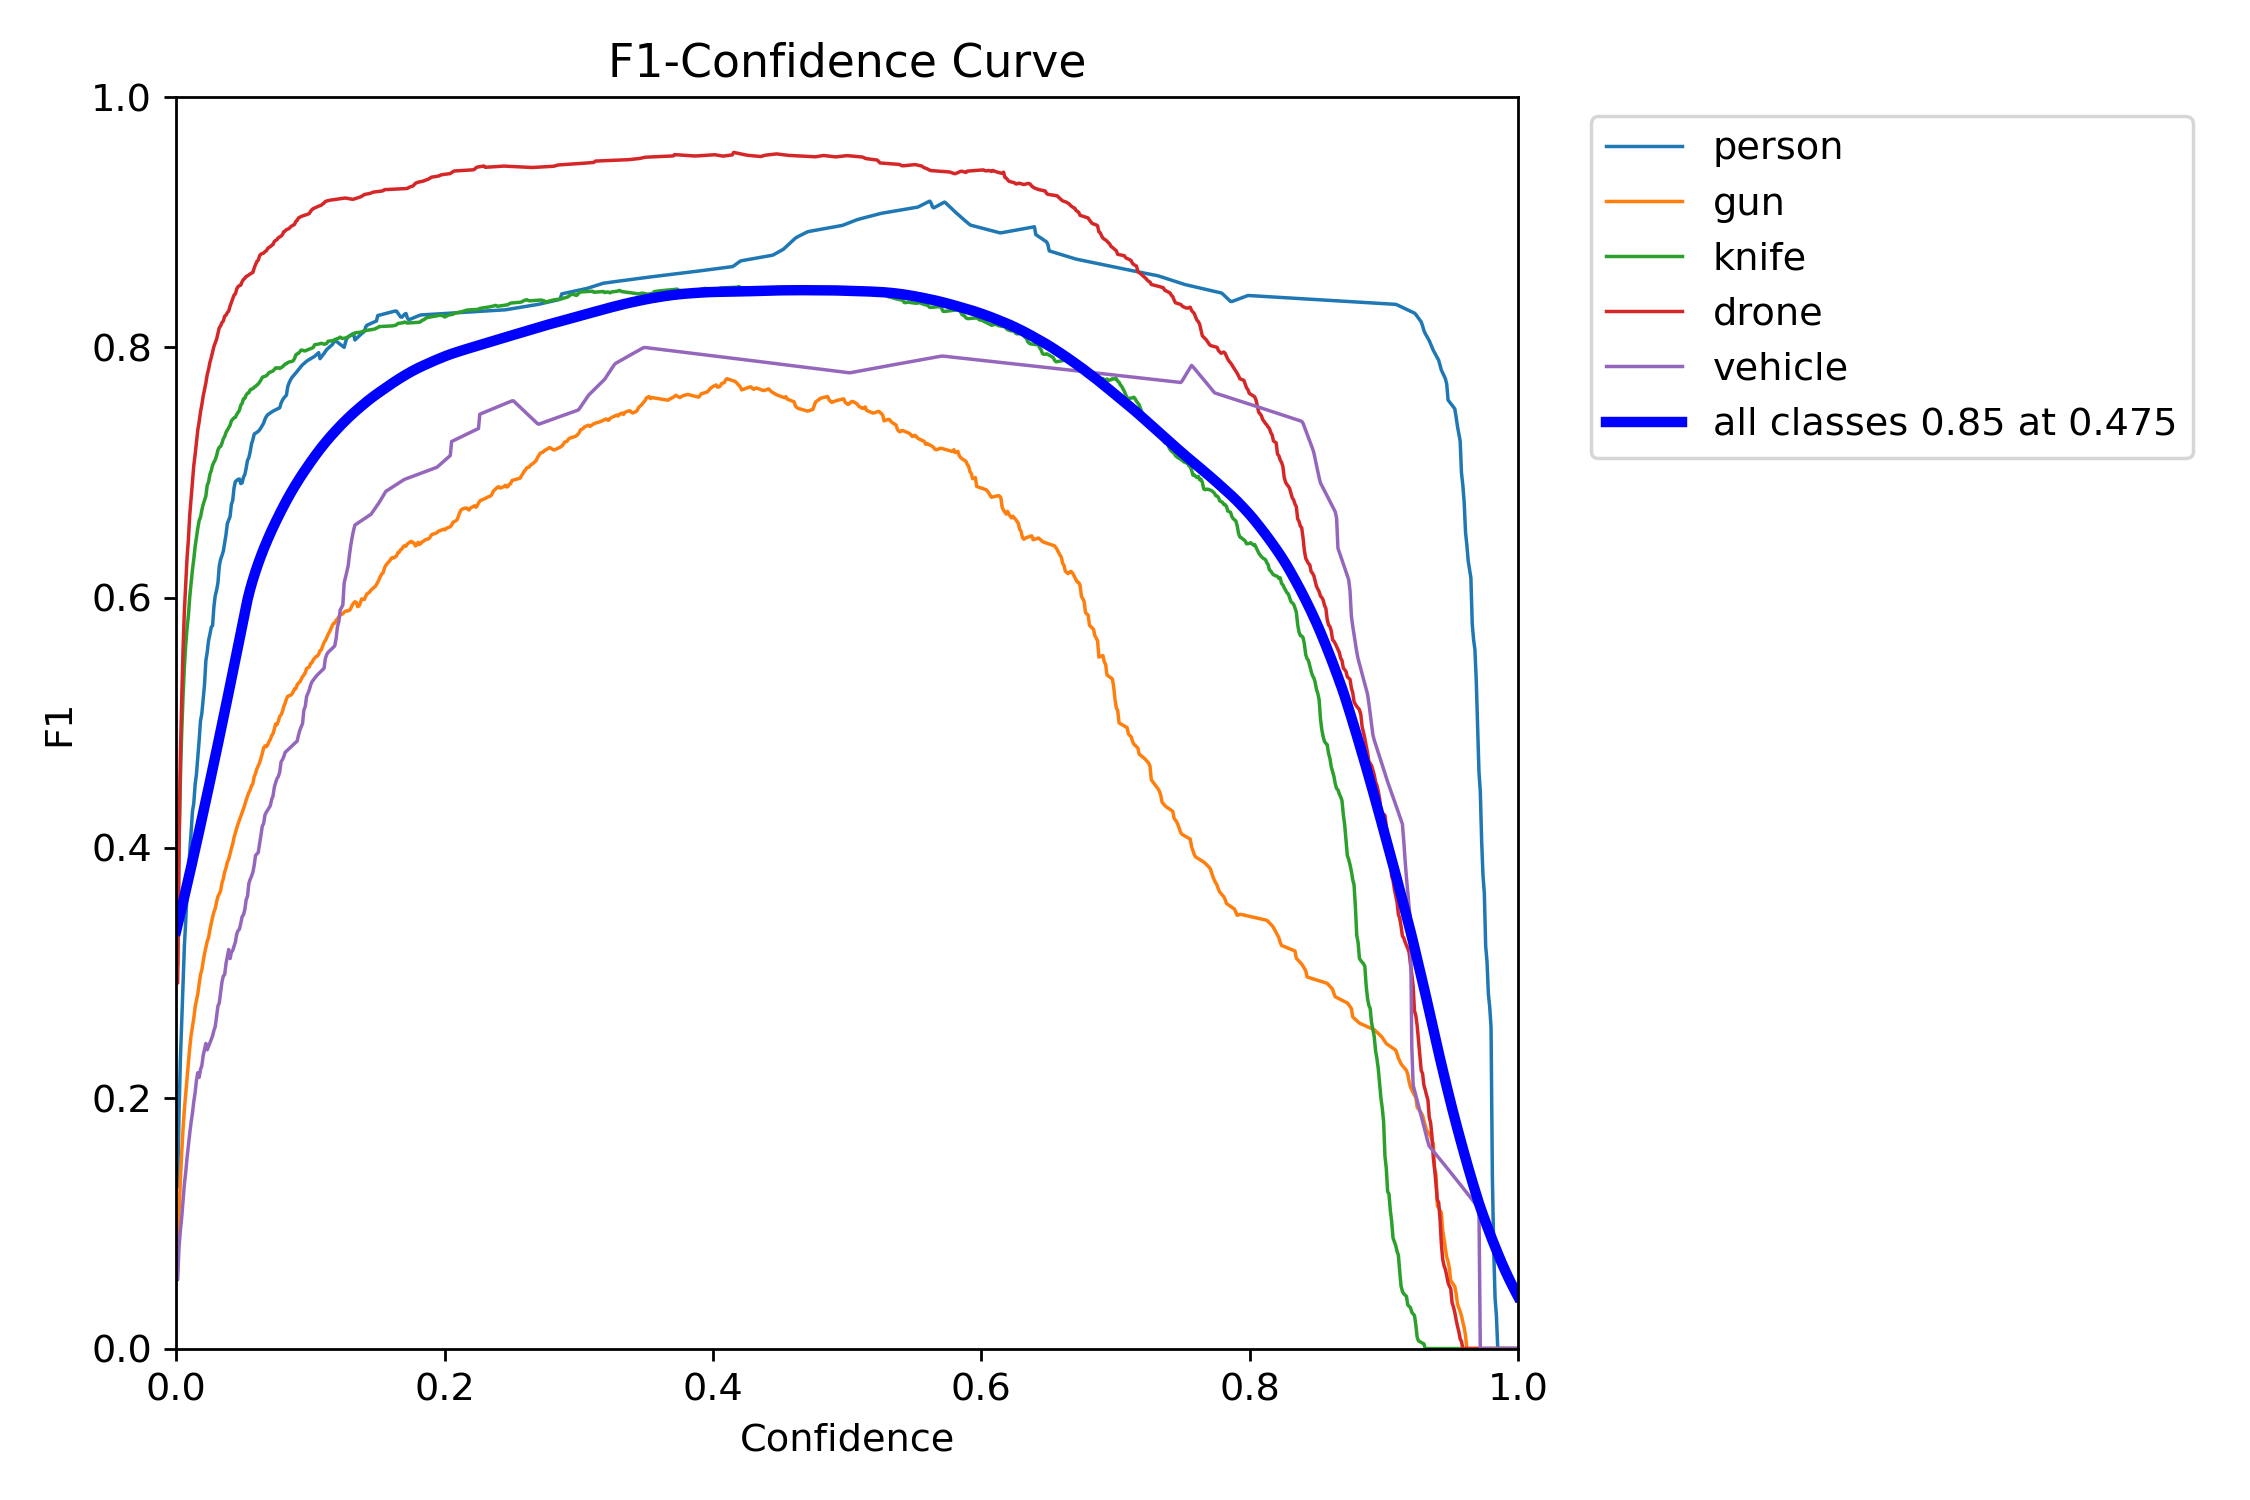 F1-Confidence Curve
1.0
0.8
0.6
0.4
0.2
0.0
F1
0.0 0.2 0.4 0.6 0.8 1.0
Confidence
person
gun
knife
drone
vehicle
all classes 0.85 at 0.475